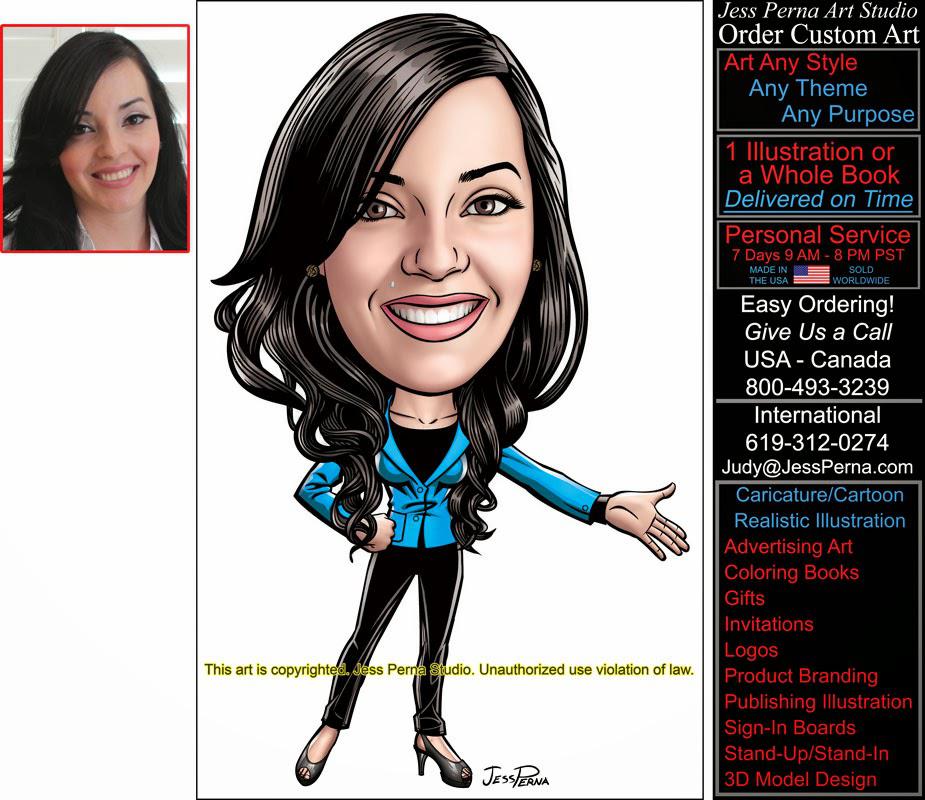 This art is copyrighted. Jess Perna Studio. Unauthorized use violation of law.
JESS PERNA
Jess Perna Art Studio
Order Custom Art
Art Any Style
Any Theme
Any Purpose
1 Illustration or
a Whole Book
Delivered on Time
Personal Service
7 Days 9 AM - 8 PM PST
MADE IN SOLD
THE USA WORLDWIDE
Easy Ordering!
Give Us a Call
USA - Canada
800-493-3239
International
619-312-0274
Judy@JessPerna.com
Caricature/Cartoon
Realistic Illustration
Advertising Art
Coloring Books
Gifts
Invitations
Logos
Product Branding
Publishing Illustration
Sign-In Boards
Stand-Up/Stand-In
3D Model Design